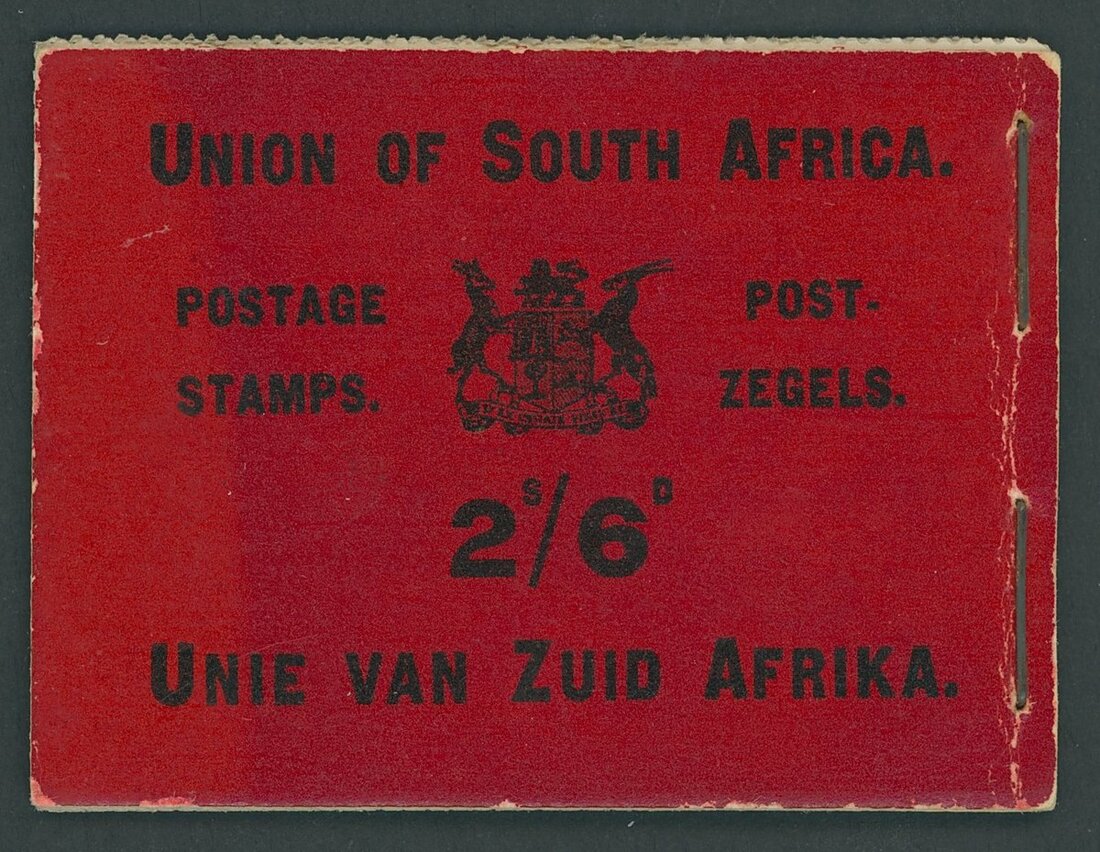 UNION OF SOUTH AFRICA.
POSTAGE
STAMPS.
POST-
ZEGELS.
2S/6D
UNIE VAN ZUID AFRIKA.